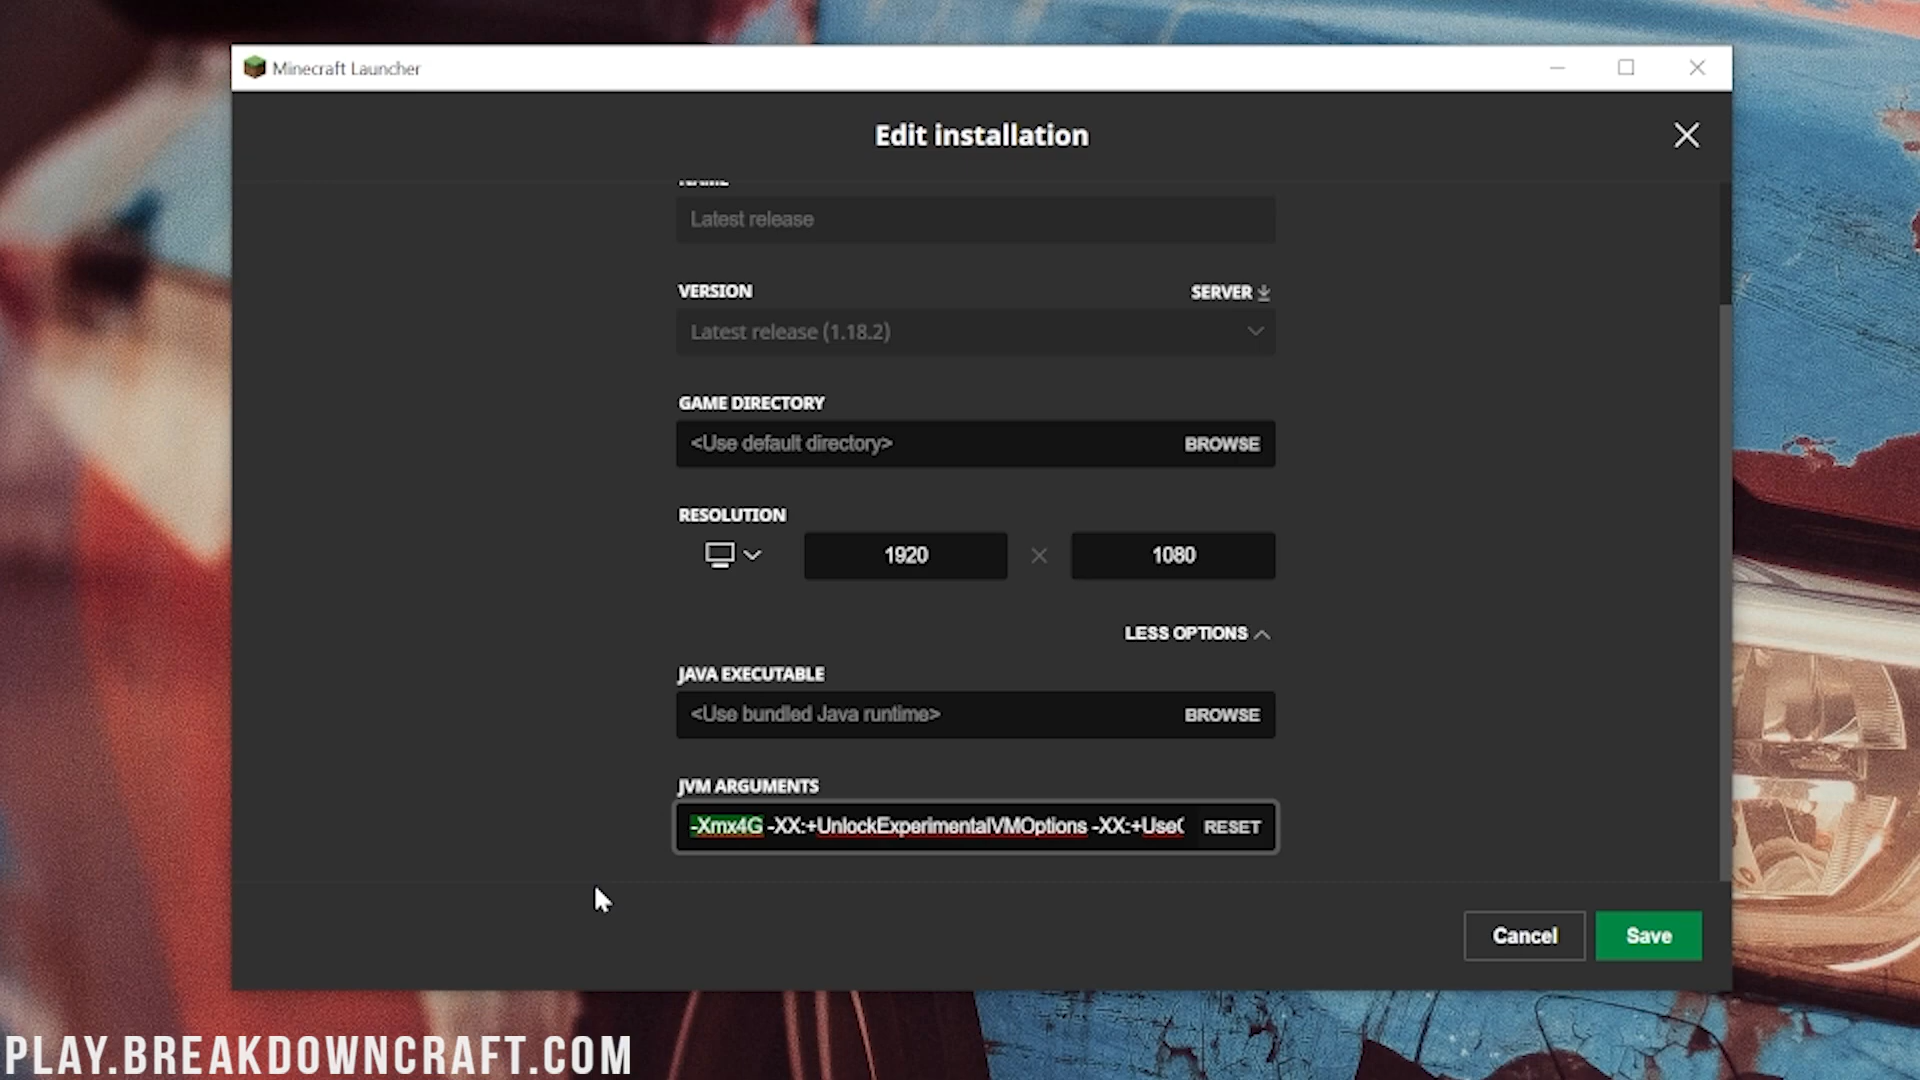 Minecraft Launcher
Edit installation
NAME
Latest release
VERSION
SERVER
Latest release (1.18.2)
GAME DIRECTORY
<Use default directory>
BROWSE
RESOLUTION
1920
1080
LESS OPTIONS
JAVA EXECUTABLE
<Use bundled Java runtime>
BROWSE
JVM ARGUMENTS
-Xmx4G -XX:+UnlockExperimentalVMOptions -XX:+Use
RESET
Cancel
Save
PLAY.BREAKDOWNCRAFT.COM